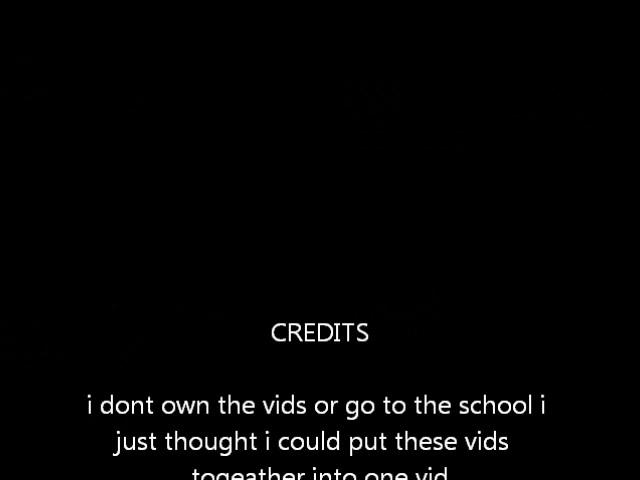 CREDITS
i dont own the vids or go to the school i
just thought i could put these vids
togeather into one vid